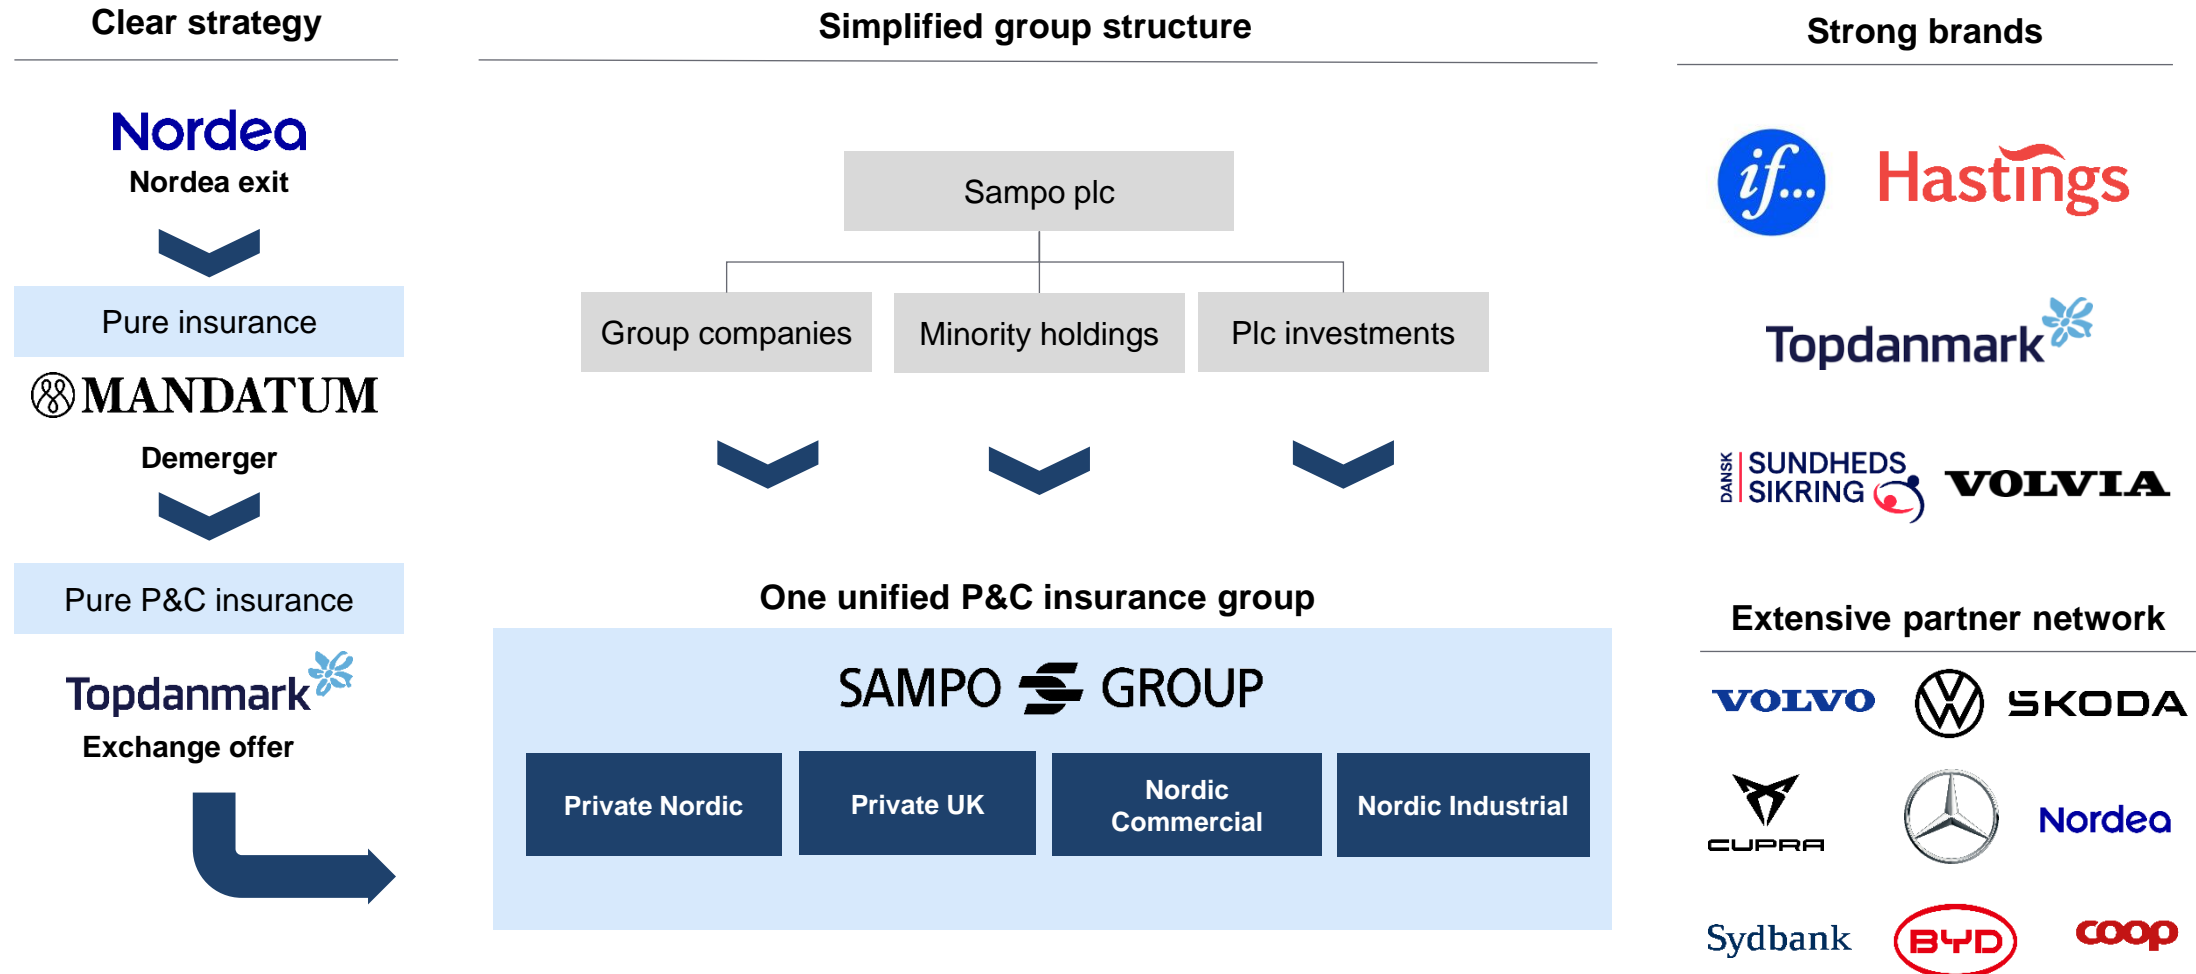 Clear strategy
Nordea
Nordea exit
Pure insurance
MANDATUM
Demerger
Pure P&C insurance
Topdanmark
Exchange offer
Simplified group structure
Sampo plc
Group companies
Minority holdings
Plc investments
One unified P&C insurance group
SAMPO GROUP
Private Nordic
Private UK
Nordic
Commercial
Nordic Industrial
Strong brands
if...
Hastings
Topdanmark
DANSK
SUNDHEDS
SIKRING
VOLVIA
Extensive partner network
VOLVO
VW
ŠKODA
CUPRA
Nordea
Sydbank
BYD
coop